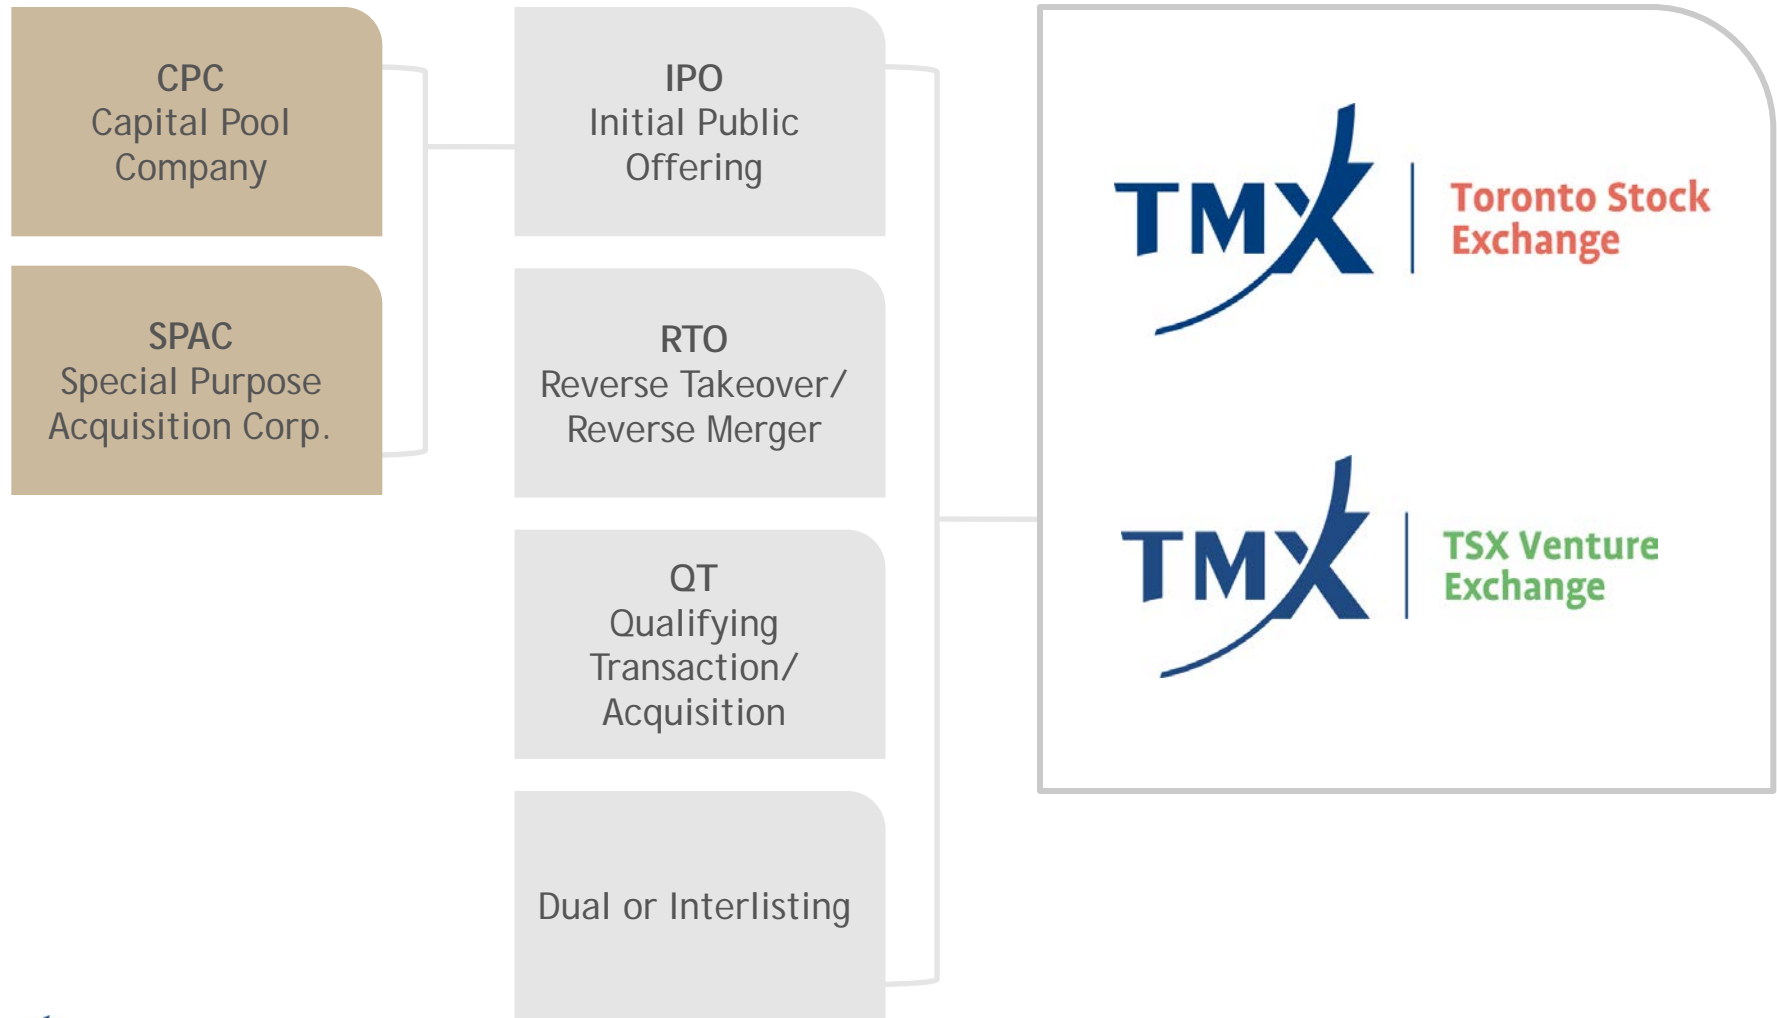 CPC
Capital Pool
Company
SPAC
Special Purpose
Acquisition Corp.
IPO
Initial Public
Offering
RTO
Reverse Takeover/
Reverse Merger
QT
Qualifying
Transaction/
Acquisition
Dual or Interlisting
TMX
Toronto Stock
Exchange
TMX
TSX Venture
Exchange